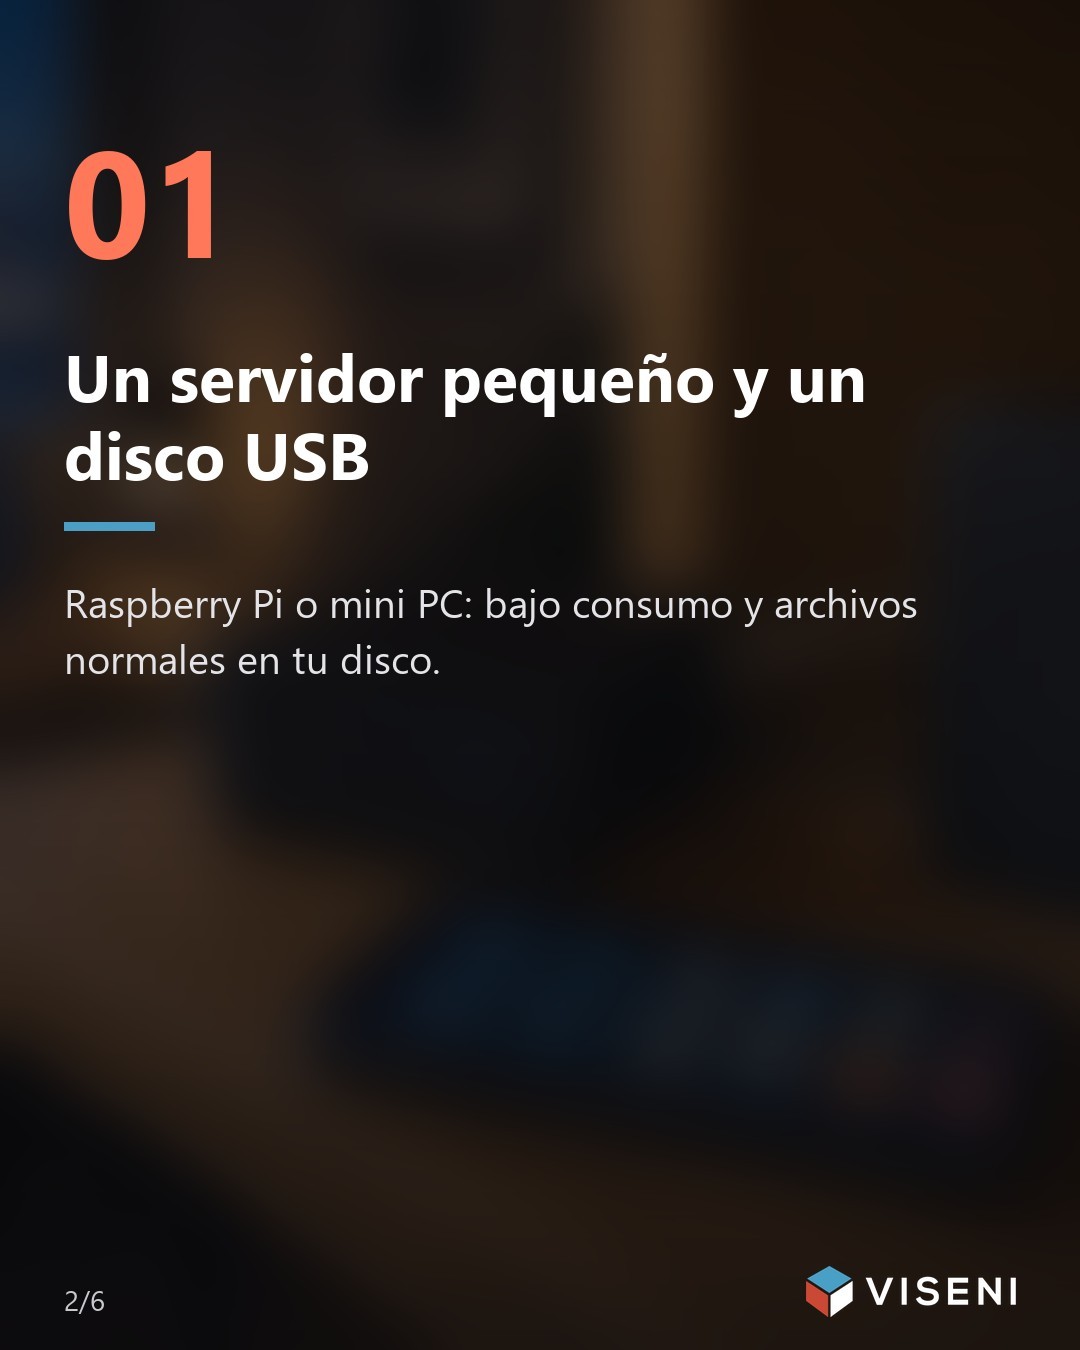 01
Un servidor pequeño y un
disco USB
Raspberry Pi o mini PC: bajo consumo y archivos
normales en tu disco.
2/6
VISENI